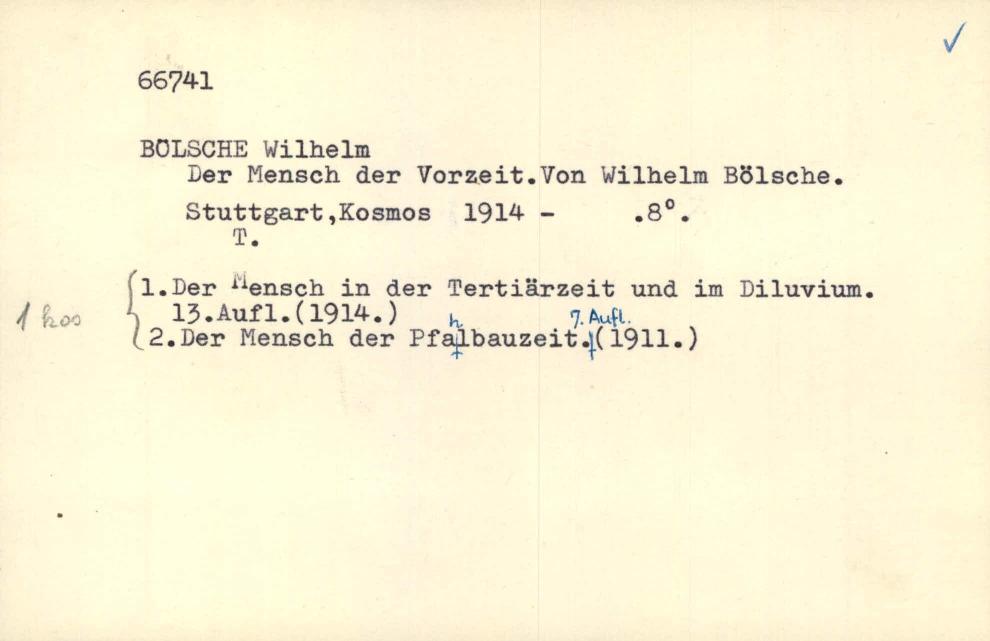 ✓
66741
BÖLSCHE Wilhelm
Der Mensch der Vorzeit.Von Wilhelm Bölsche.
Stuttgart,Kosmos 1914 - .8°.
T.
1.Der Mensch in der Tertiärzeit und im Diluvium.
13.Aufl.(1914.)
1 kos
h 7. Aufl.
2.Der Mensch der Pfalbauzeit.(1911.)